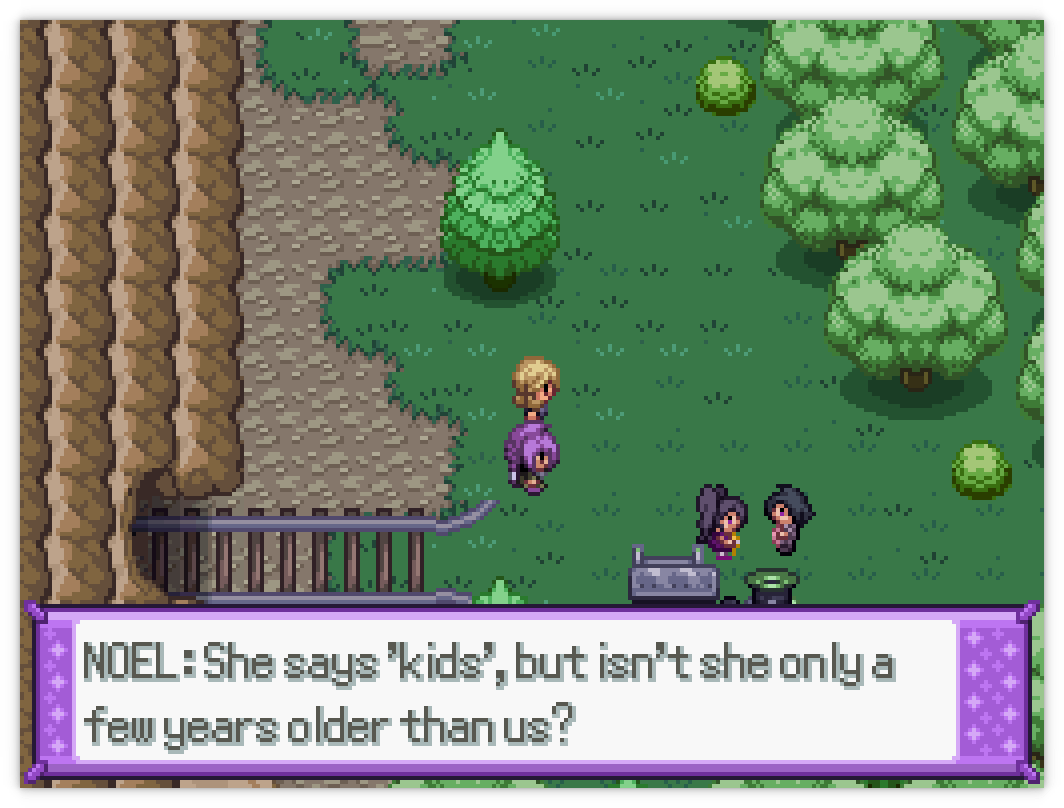 NOEL: She says 'kids', but isn't she only a
few years older than us?